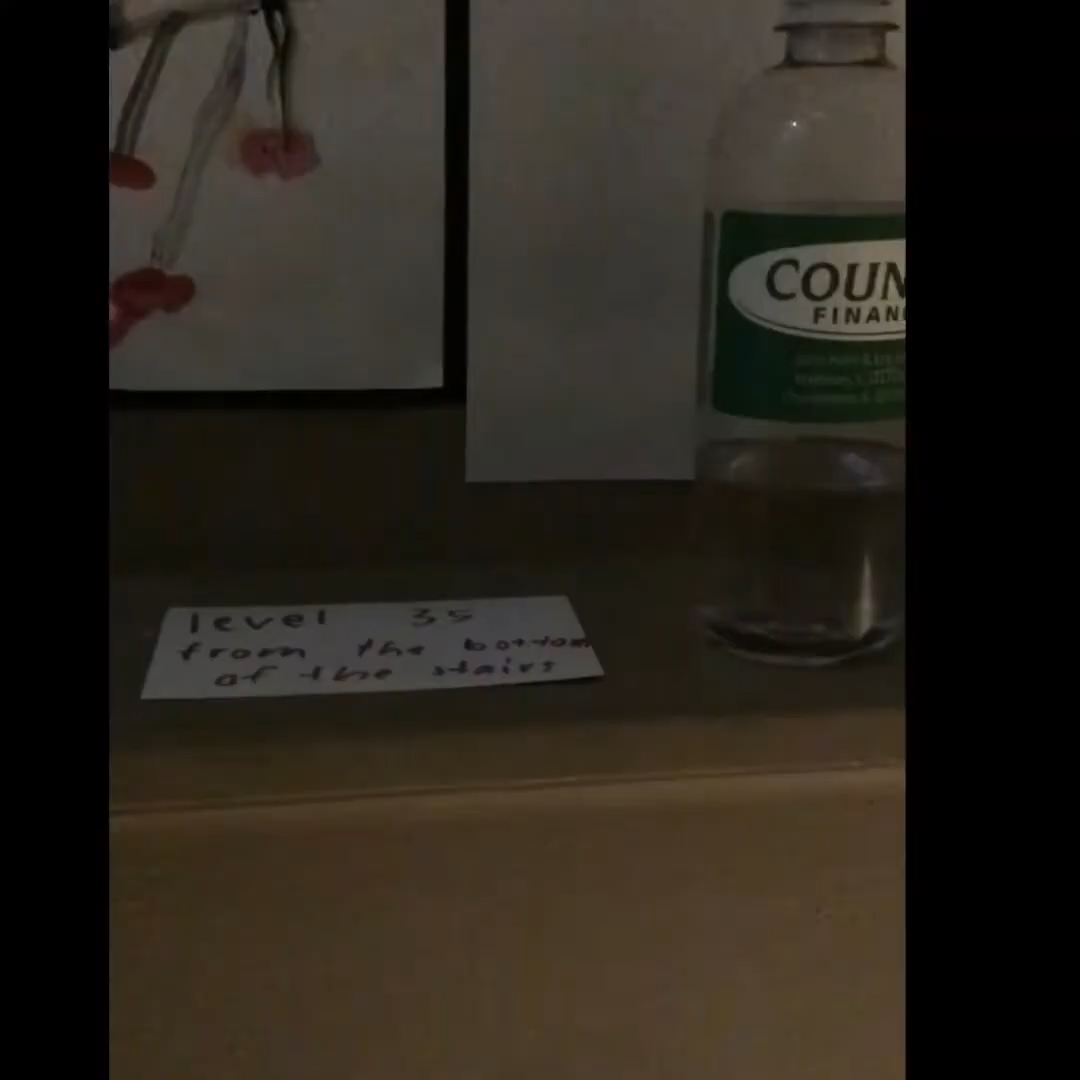 COUN
FINAN
level 35
from the bottom
of the stairs